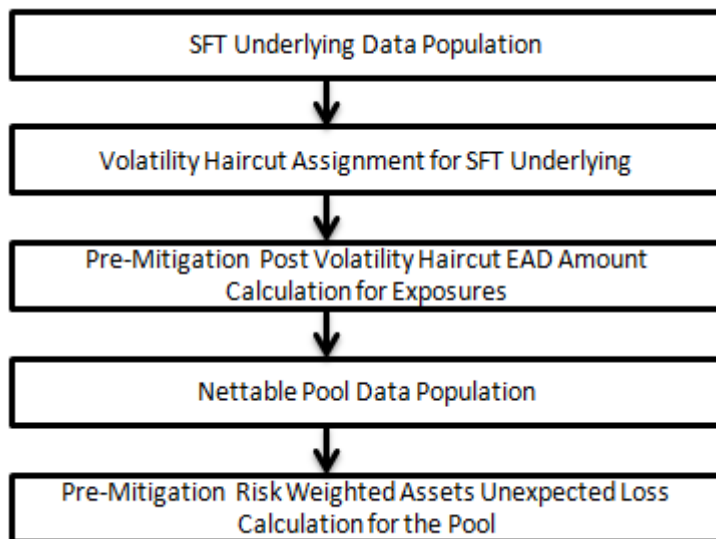 SFT Underlying Data Population
Volatility Haircut Assignment for SFT Underlying
Pre-Mitigation Post Volatility Haircut EAD Amount
Calculation for Exposures
Nettable Pool Data Population
Pre-Mitigation Risk Weighted Assets Unexpected Loss
Calculation for the Pool